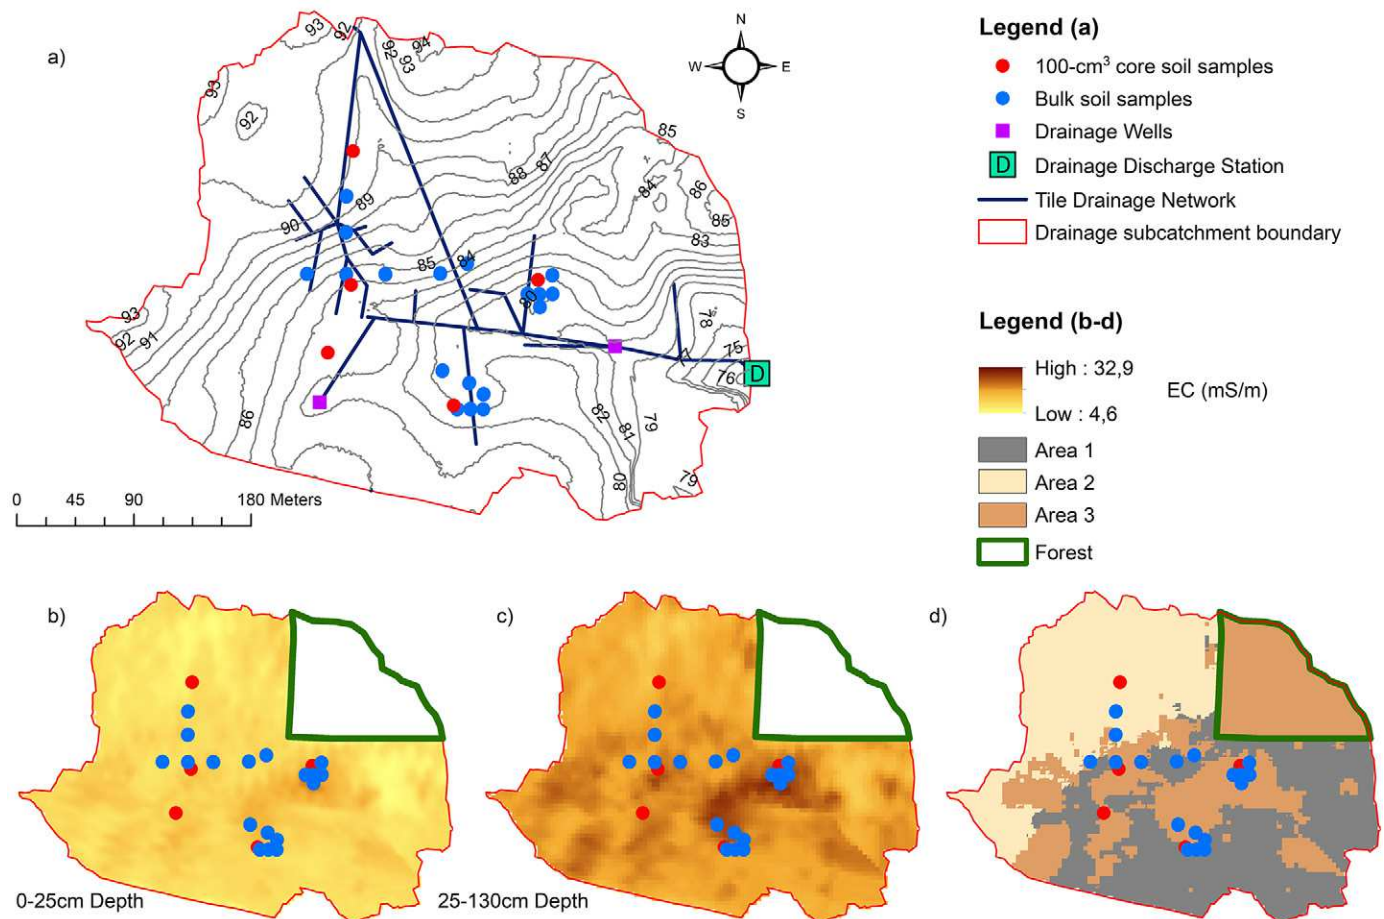 a)
N
W
E
S
93
92
92
93
94
93
92
85
87
88
84
86
85
83
89
90
85
84
80
78
75
77
76
D
93
92
91
86
82
81
79
80
79
0 45 90 180 Meters
Legend (a)
100-cm³ core soil samples
Bulk soil samples
Drainage Wells
D Drainage Discharge Station
Tile Drainage Network
Drainage subcatchment boundary
Legend (b-d)
High : 32,9
EC (mS/m)
Low : 4,6
Area 1
Area 2
Area 3
Forest
b)
0-25cm Depth
c)
25-130cm Depth
d)